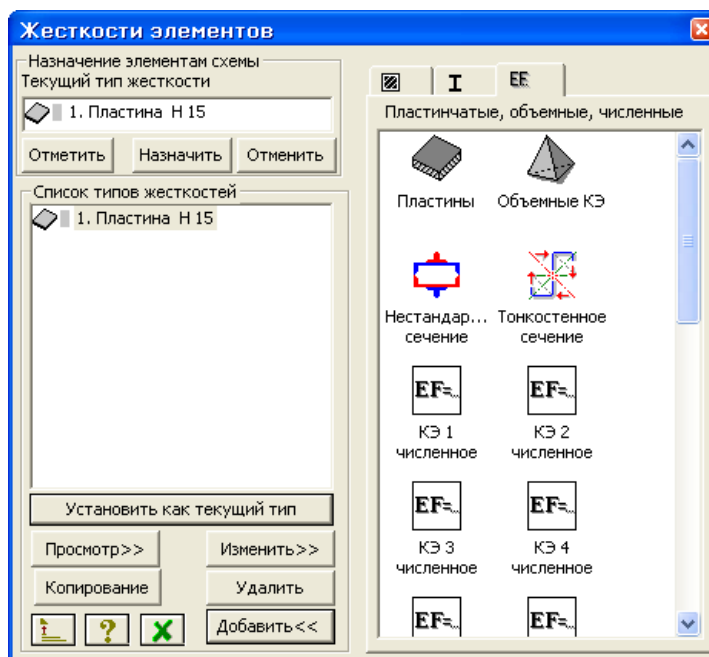 Жесткости элементов
Назначение элементам схемы
Текущий тип жесткости
1. Пластина Н 15
Отметить Назначить Отменить
Список типов жесткостей
1. Пластина Н 15
Установить как текущий тип
Просмотр>> Изменить>>
Копирование Удалить
? Добавить<<
I EF
Пластинчатые, объемные, численные
Пластины Объемные КЭ
Нестандар... Тонкостенное
сечение сечение
EF=.. EF=..
КЭ 1 КЭ 2
численное численное
EF=.. EF=..
КЭ 3 КЭ 4
численное численное
EF=.. EF=..